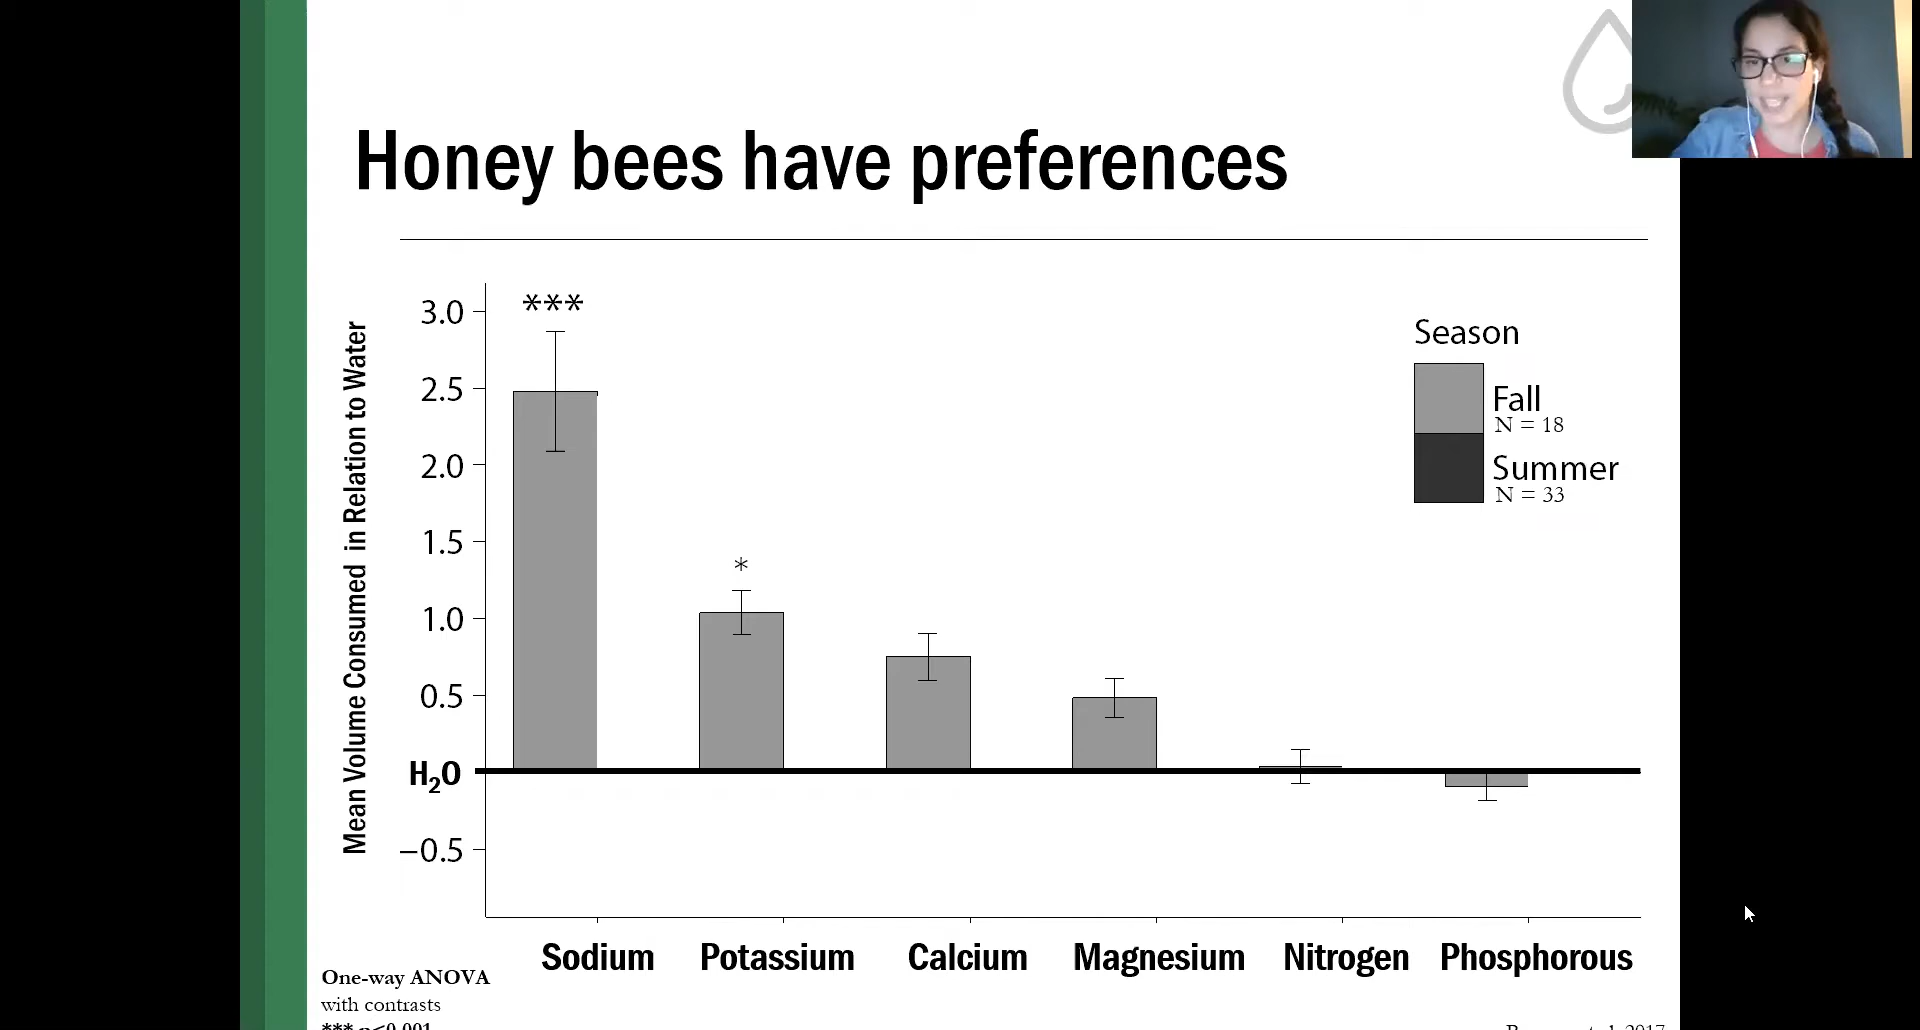 Honey bees have preferences
***
3.0
2.5
2.0
1.5
*
1.0
0.5
H₂O
−0.5
Mean Volume Consumed in Relation to Water
Season
Fall
N = 18
Summer
N = 33
Sodium Potassium Calcium Magnesium Nitrogen Phosphorous
One-way ANOVA
with contrasts
*** p<0.001
2017